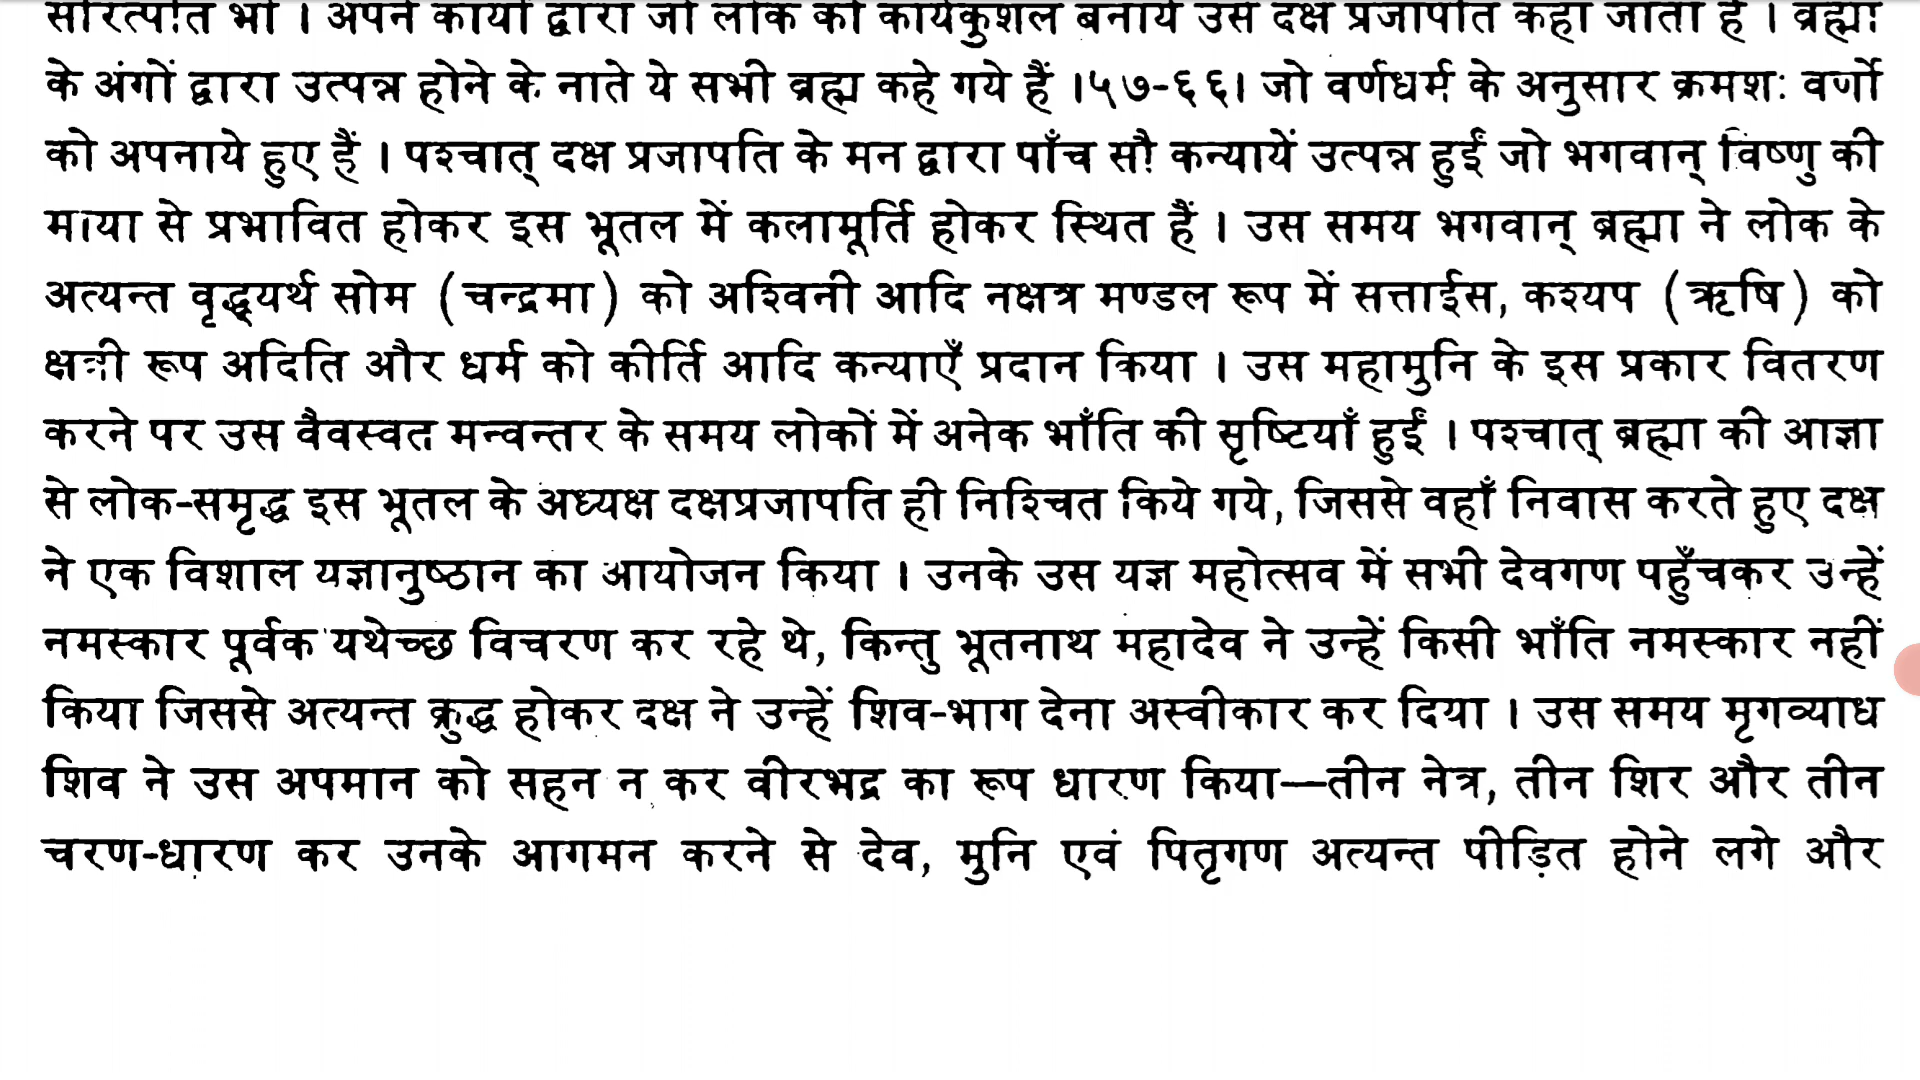 सरित्पति भी । अपने कार्यों द्वारा जो लोक को कार्यकुशल बनाये उसे दक्ष प्रजापति कहा जाता है । ब्रह्मा
के अंगों द्वारा उत्पन्न होने के नाते ये सभी ब्रह्म कहे गये हैं ।५७-६६। जो वर्णधर्म के अनुसार क्रमशः वर्णों
को अपनाये हुए हैं । पश्चात् दक्ष प्रजापति के मन द्वारा पाँच सौ कन्यायें उत्पन्न हुईं जो भगवान् विष्णु की
माया से प्रभावित होकर इस भूतल में कलामूर्ति होकर स्थित हैं । उस समय भगवान् ब्रह्मा ने लोक के
अत्यन्त वृद्ध्यर्थ सोम (चन्द्रमा) को अश्विनी आदि नक्षत्र मण्डल रूप में सत्ताईस, कश्यप (ऋषि) को
क्षत्री रूप अदिति और धर्म को कीर्ति आदि कन्याएँ प्रदान किया । उस महामुनि के इस प्रकार वितरण
करने पर उस वैवस्वत मन्वन्तर के समय लोकों में अनेक भाँति की सृष्टियाँ हुईं । पश्चात् ब्रह्मा की आज्ञा
से लोक-समृद्ध इस भूतल के अध्यक्ष दक्षप्रजापति ही निश्चित किये गये, जिससे वहाँ निवास करते हुए दक्ष
ने एक विशाल यज्ञानुष्ठान का आयोजन किया । उनके उस यज्ञ महोत्सव में सभी देवगण पहुँचकर उन्हें
नमस्कार पूर्वक यथेच्छ विचरण कर रहे थे, किन्तु भूतनाथ महादेव ने उन्हें किसी भाँति नमस्कार नहीं
किया जिससे अत्यन्त क्रुद्ध होकर दक्ष ने उन्हें शिव-भाग देना अस्वीकार कर दिया । उस समय मृगव्याध
शिव ने उस अपमान को सहन न कर वीरभद्र का रूप धारण किया—तीन नेत्र, तीन शिर और तीन
चरण-धारण कर उनके आगमन करने से देव, मुनि एवं पितृगण अत्यन्त पीड़ित होने लगे और